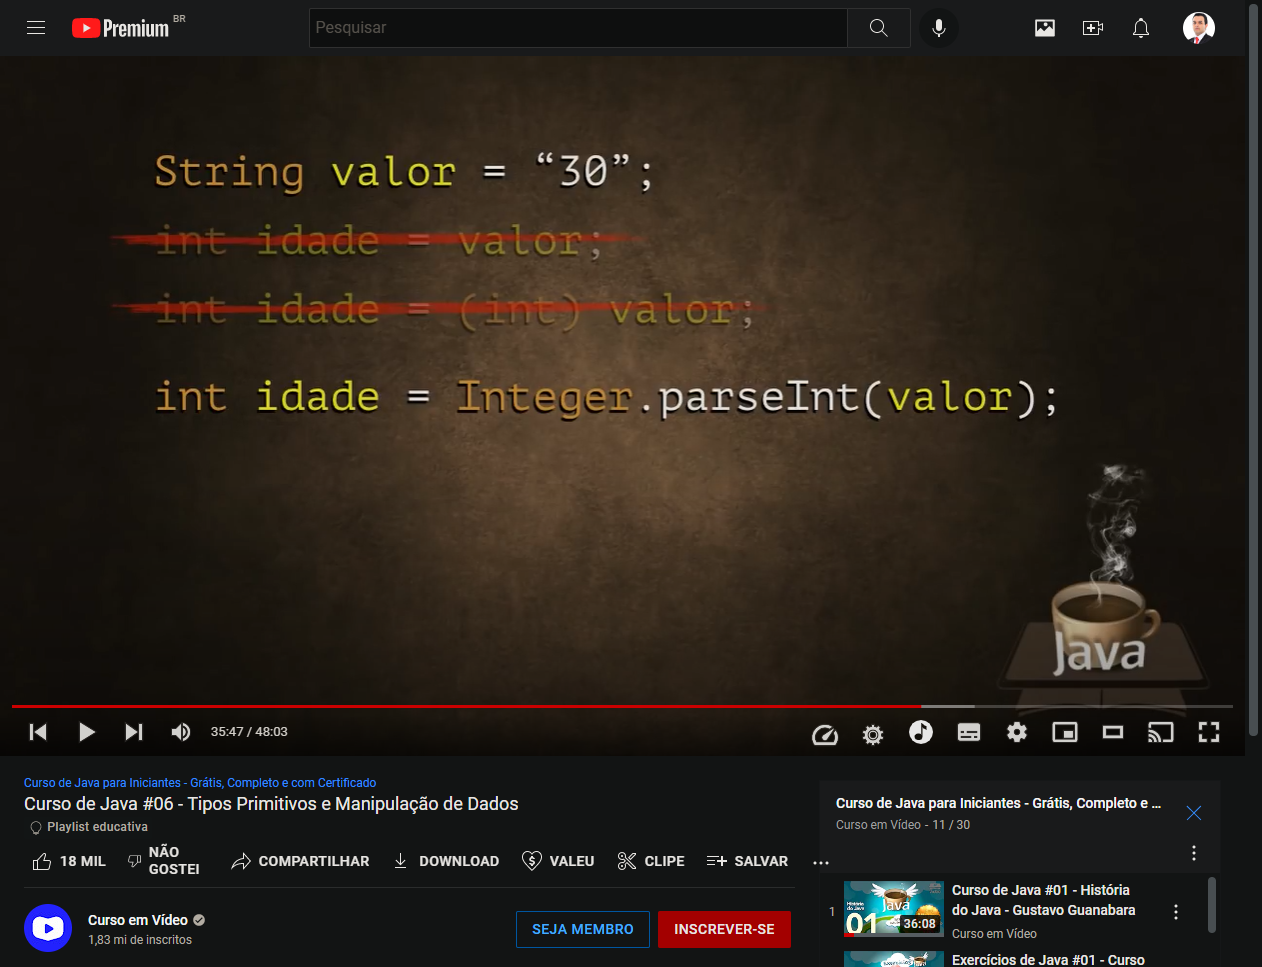 Premium BR
Pesquisar
String valor = “30”;
int idade = valor;
int idade = (int) valor;
int idade = Integer.parseInt(valor);
Java
35:47 / 48:03
Curso de Java para Iniciantes - Grátis, Completo e com Certificado
Curso de Java #06 - Tipos Primitivos e Manipulação de Dados
Playlist educativa
18 MIL
NÃO
GOSTEI
COMPARTILHAR
DOWNLOAD
VALEU
CLIPE
SALVAR
Curso em Vídeo
1,83 mi de inscritos
SEJA MEMBRO
INSCREVER-SE
Curso de Java para Iniciantes - Grátis, Completo e ...
Curso em Vídeo - 11 / 30
1
História
do Java
01
Java
36:08
Curso de Java #01 - História
do Java - Gustavo Guanabara
Curso em Vídeo
Exercícios de Java #01 - Curso